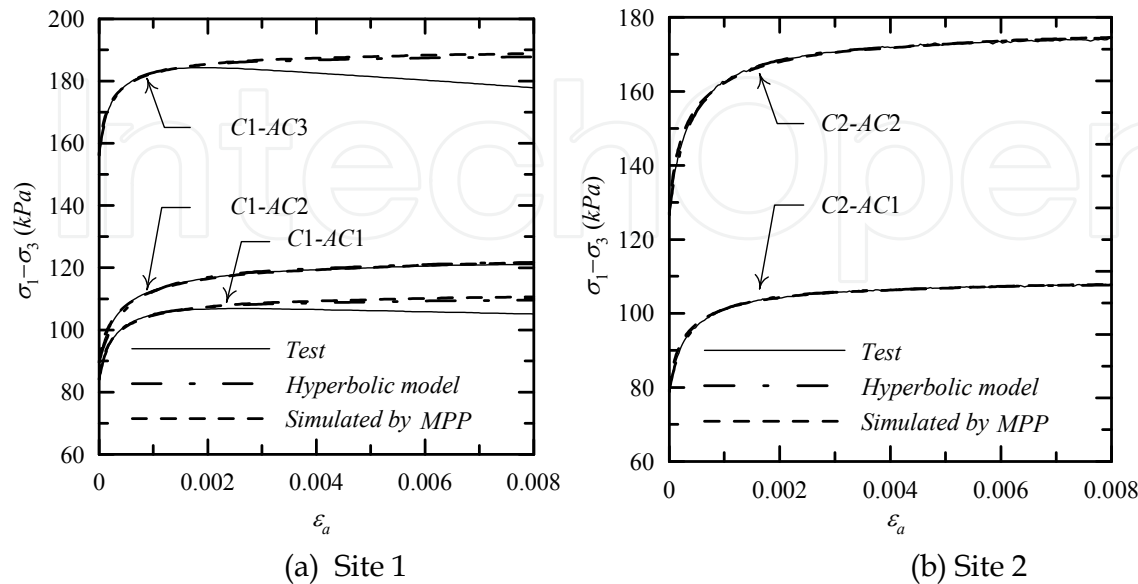 200
190
180
160
140
120
100
80
60
σ₁−σ₃ (kPa)
0
0.002
0.004
0.006
0.008
εₐ
C1-AC3
C1-AC2
C1-AC1
Test
Hyperbolic model
Simulated by MPP
(a) Site 1
180
160
140
120
100
80
60
σ₁−σ₃ (kPa)
0
0.002
0.004
0.006
0.008
εₐ
C2-AC2
C2-AC1
Test
Hyperbolic model
Simulated by MPP
(b) Site 2
IntechOpen